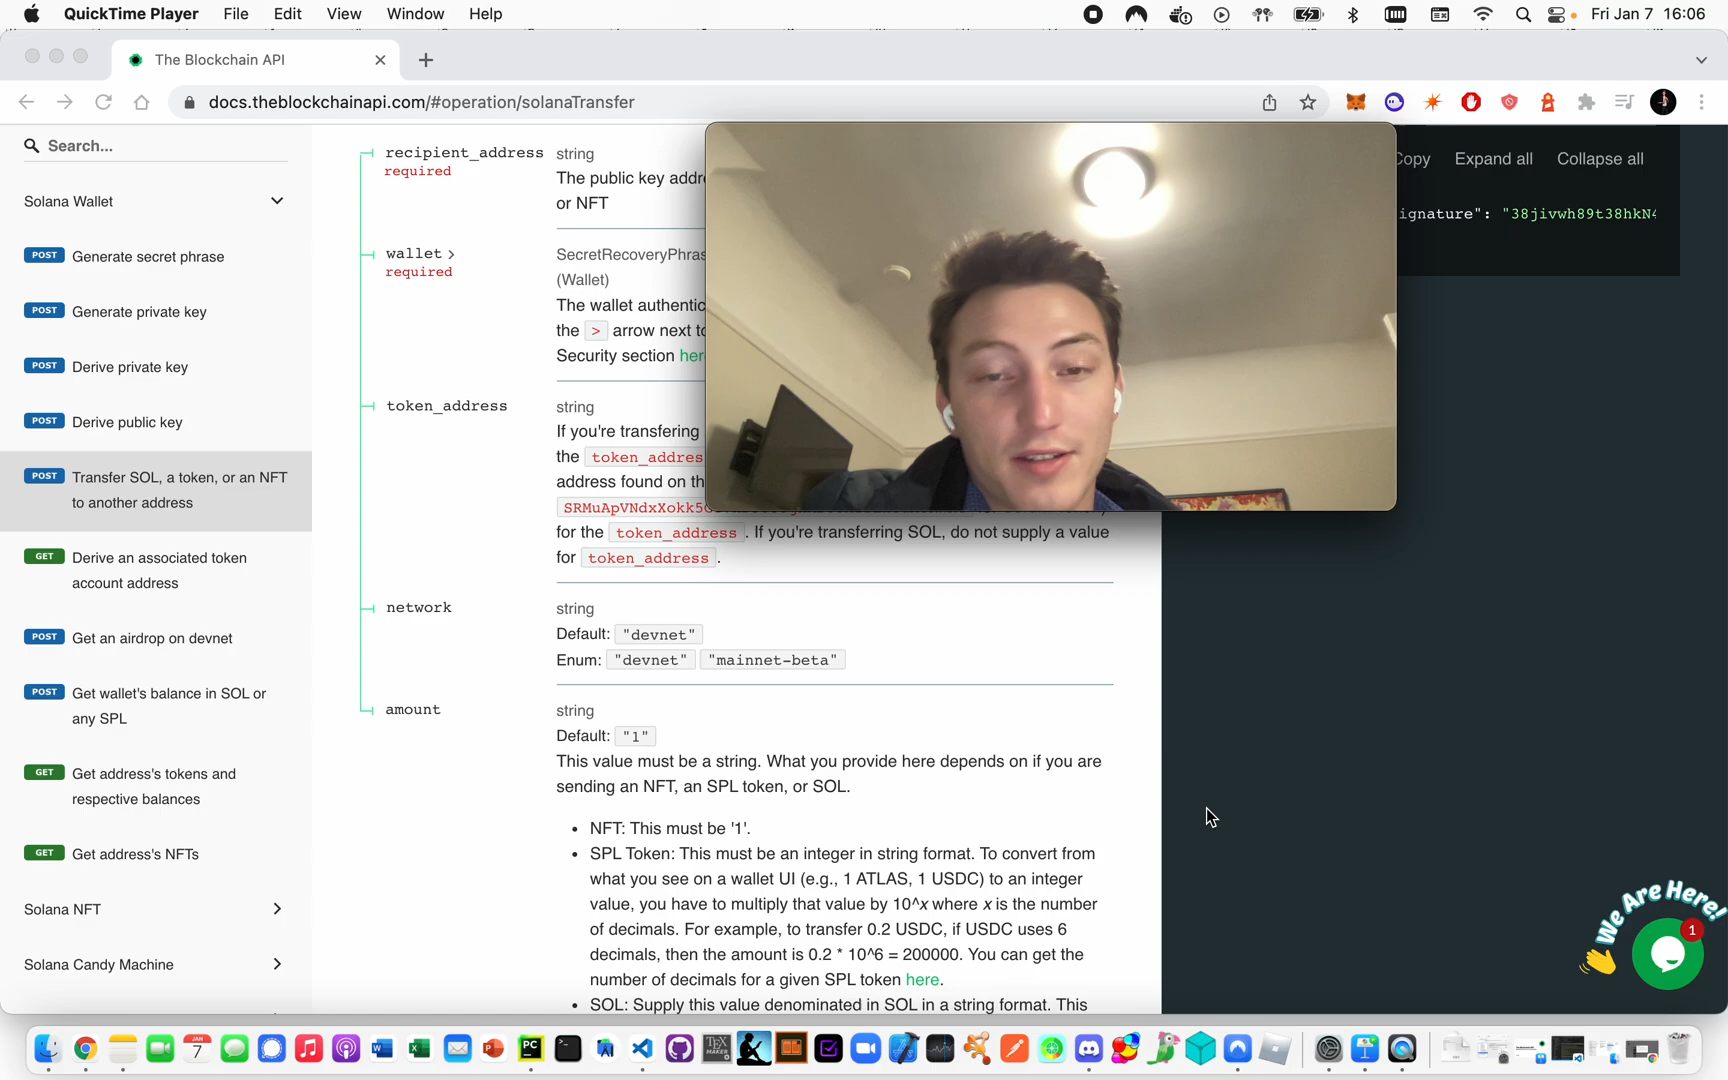 QuickTime Player File Edit View Window Help Fri Jan 7 16:06
The Blockchain API
docs.theblockchainapi.com/#operation/solanaTransfer
Search...
Solana Wallet
POST Generate secret phrase
POST Generate private key
POST Derive private key
POST Derive public key
POST Transfer SOL, a token, or an NFT
to another address
GET Derive an associated token
account address
POST Get an airdrop on devnet
POST Get wallet's balance in SOL or
any SPL
GET Get address's tokens and
respective balances
GET Get address's NFTs
Solana NFT
Solana Candy Machine
recipient_address string
required
The public key addr
or NFT
wallet >
required
SecretRecoveryPhras
(Wallet)
The wallet authentic
the > arrow next to
Security section her
token_address string
If you're transfering
the token_addres
address found on th
SRMuApVNdxXokk5G
for the token_address . If you're transferring SOL, do not supply a value
for token_address .
network string
Default: "devnet"
Enum: "devnet" "mainnet-beta"
amount string
Default: "1"
This value must be a string. What you provide here depends on if you are
sending an NFT, an SPL token, or SOL.
• NFT: This must be '1'.
• SPL Token: This must be an integer in string format. To convert from
what you see on a wallet UI (e.g., 1 ATLAS, 1 USDC) to an integer
value, you have to multiply that value by 10^x where x is the number
of decimals. For example, to transfer 0.2 USDC, if USDC uses 6
decimals, then the amount is 0.2 * 10^6 = 200000. You can get the
number of decimals for a given SPL token here.
• SOL: Supply this value denominated in SOL in a string format. This
Copy Expand all Collapse all
ignature": "38jivwh89t38hkN4
We Are Here!
1
JAN
7
PC
TEX